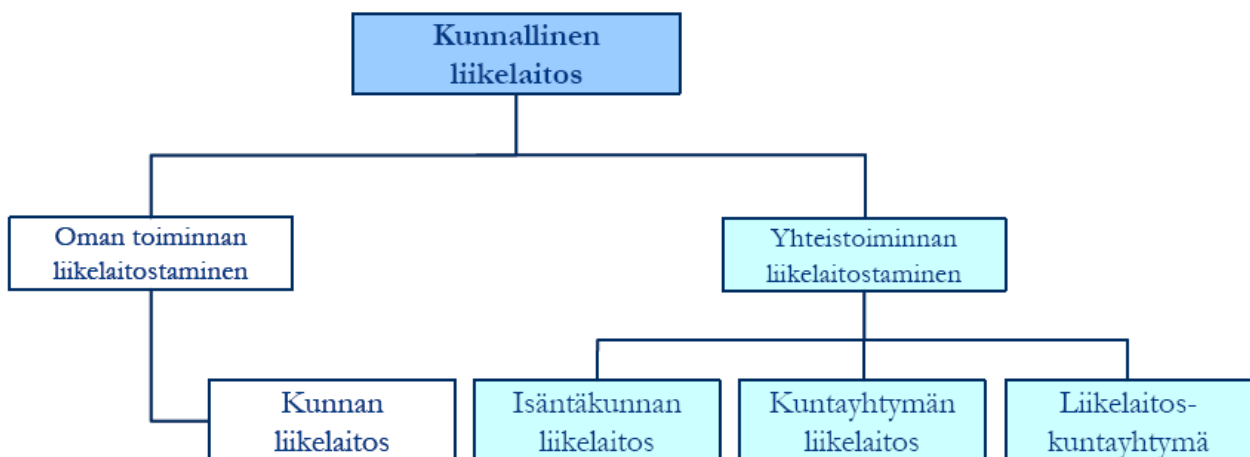 Kunnallinen
liikelaitos
Oman toiminnan
liikelaitostaminen
Yhteistoiminnan
liikelaitostaminen
Kunnan
liikelaitos
Isäntäkunnan
liikelaitos
Kuntayhtymän
liikelaitos
Liikelaitos-
kuntayhtymä